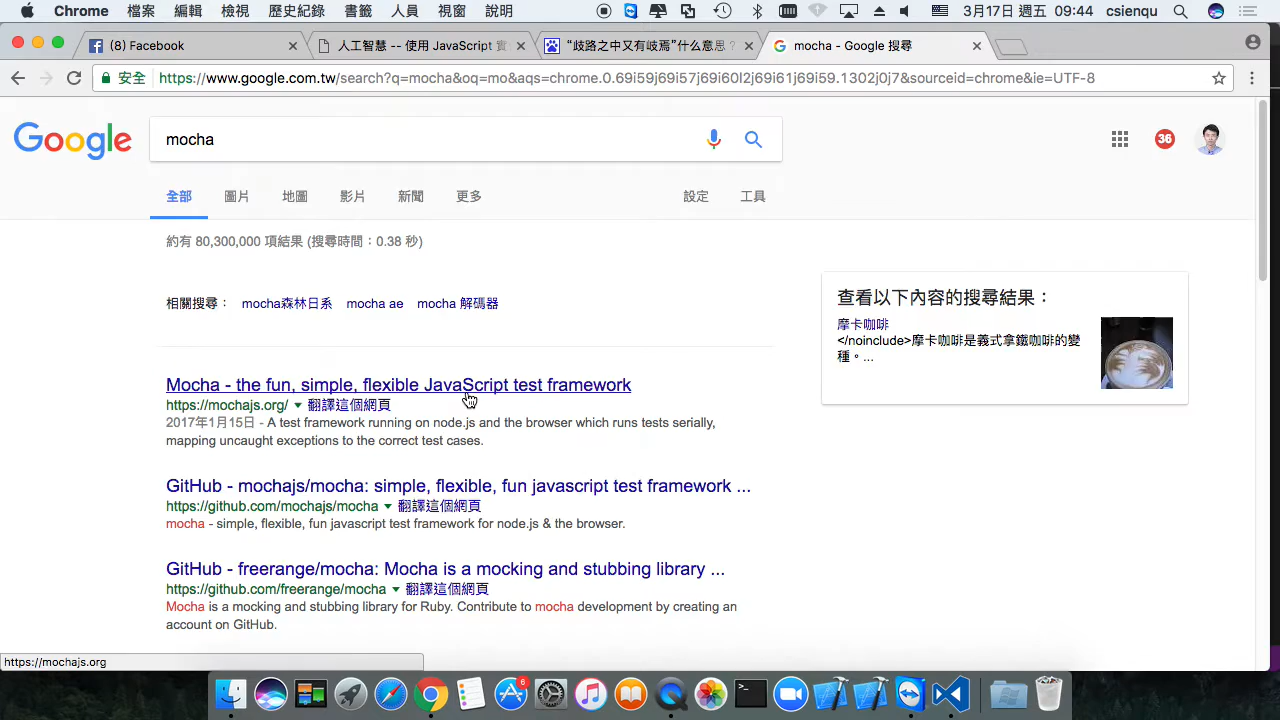 Chrome 檔案 編輯 檢視 歷史紀錄 書籤 人員 視窗 說明 3月17日 週五 09:44 csienqu
(8) Facebook 人工智慧 -- 使用 JavaScript 實 “歧路之中又有岐焉”什么意思？ mocha - Google 搜尋
安全 https://www.google.com.tw/search?q=mocha&oq=mo&aqs=chrome.0.69i59j69i57j69i60l2j69i61j69i59.1302j0j7&sourceid=chrome&ie=UTF-8
Google mocha 36
全部 圖片 地圖 影片 新聞 更多 設定 工具
約有 80,300,000 項結果 (搜尋時間：0.38 秒)
相關搜尋： mocha森林日系 mocha ae mocha 解碼器
Mocha - the fun, simple, flexible JavaScript test framework
https://mochajs.org/ 翻譯這個網頁
2017年1月15日 - A test framework running on node.js and the browser which runs tests serially,
mapping uncaught exceptions to the correct test cases.
GitHub - mochajs/mocha: simple, flexible, fun javascript test framework ...
https://github.com/mochajs/mocha 翻譯這個網頁
mocha - simple, flexible, fun javascript test framework for node.js & the browser.
GitHub - freerange/mocha: Mocha is a mocking and stubbing library ...
https://github.com/freerange/mocha 翻譯這個網頁
Mocha is a mocking and stubbing library for Ruby. Contribute to mocha development by creating an
account on GitHub.
查看以下內容的搜尋結果：
摩卡咖啡
</noinclude>摩卡咖啡是義式拿鐵咖啡的變
種。...
https://mochajs.org
6